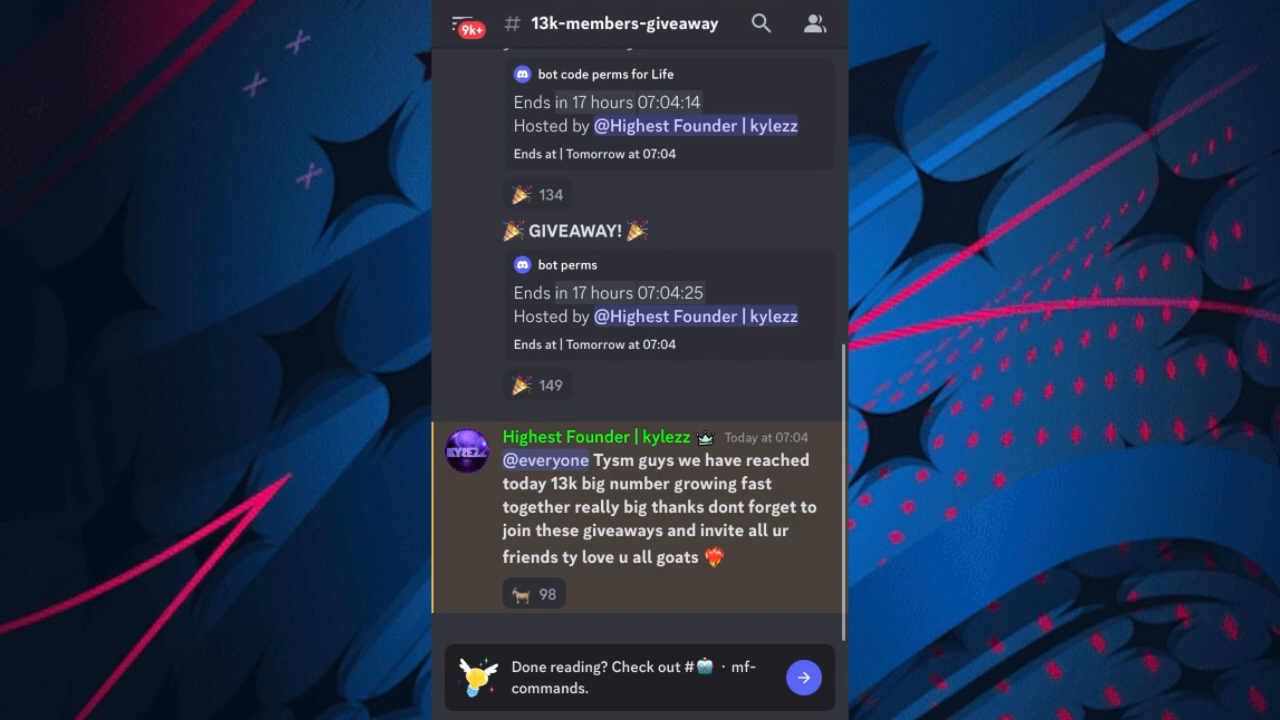 9k+
# 13k-members-giveaway
bot code perms for Life
Ends in 17 hours 07:04:14
Hosted by @Highest Founder | kylezz
Ends at | Tomorrow at 07:04
🎉 134
🎉 GIVEAWAY! 🎉
bot perms
Ends in 17 hours 07:04:25
Hosted by @Highest Founder | kylezz
Ends at | Tomorrow at 07:04
🎉 149
Highest Founder | kylezz Today at 07:04
@everyone Tysm guys we have reached
today 13k big number growing fast
together really big thanks dont forget to
join these giveaways and invite all ur
friends ty love u all goats ❤️‍🔥
🐐 98
Done reading? Check out #🤖 · mf-
commands.